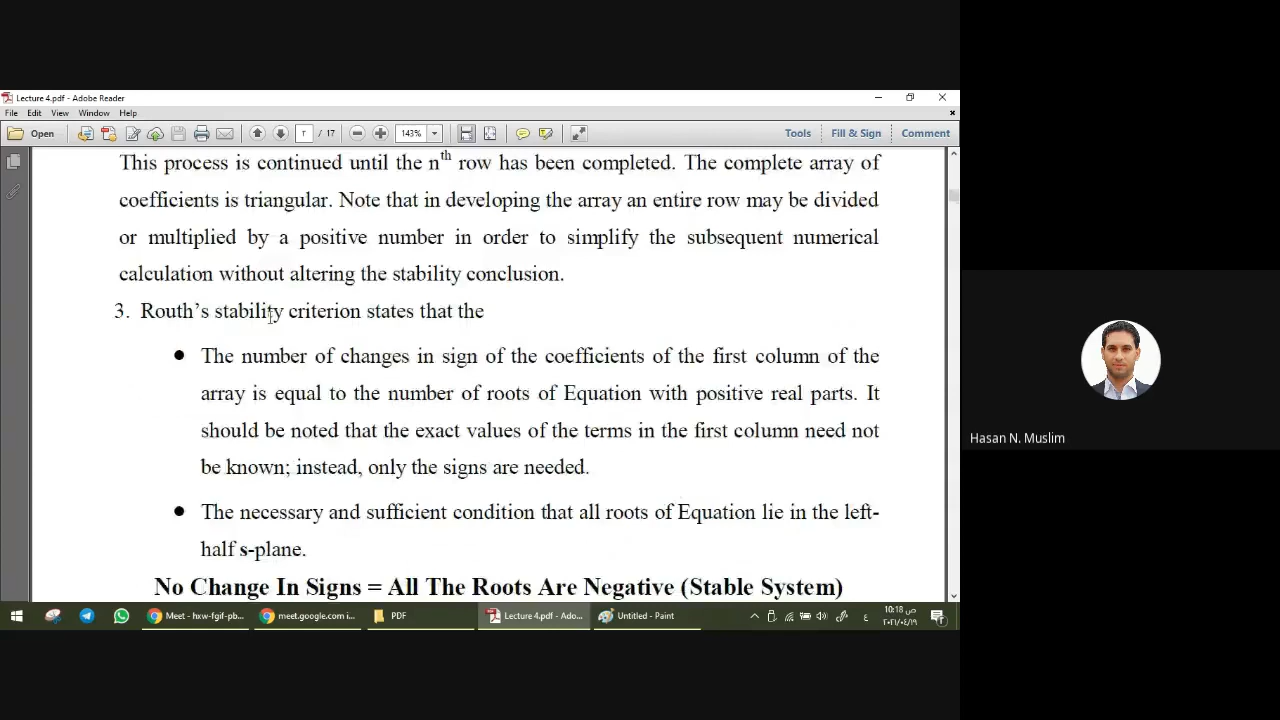 Lecture 4.pdf - Adobe Reader
File Edit View Window Help
Open
٢ / 17
143%
Tools
Fill & Sign
Comment
This process is continued until the nth row has been completed. The complete array of
coefficients is triangular. Note that in developing the array an entire row may be divided
or multiplied by a positive number in order to simplify the subsequent numerical
calculation without altering the stability conclusion.
3. Routh's stability criterion states that the
● The number of changes in sign of the coefficients of the first column of the
array is equal to the number of roots of Equation with positive real parts. It
should be noted that the exact values of the terms in the first column need not
be known; instead, only the signs are needed.
● The necessary and sufficient condition that all roots of Equation lie in the left-
half s-plane.
No Change In Signs = All The Roots Are Negative (Stable System)
Hasan N. Muslim
Meet - hxw-fgif-pb...
meet.google.com i...
PDF
Lecture 4.pdf - Ado...
Untitled - Paint
ع
10:18 ص
٢٠٢١/٠٤/١٩